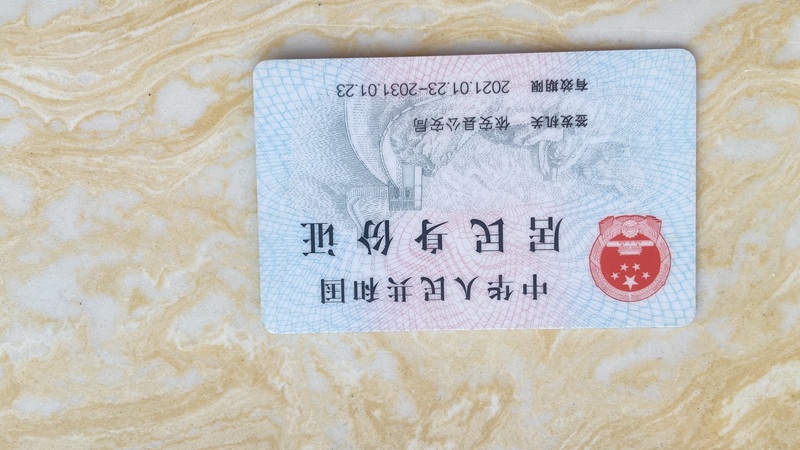 中华人民共和国
居民身份证
签发机关 依安县公安局
有效期限 2021.01.23-2031.01.23